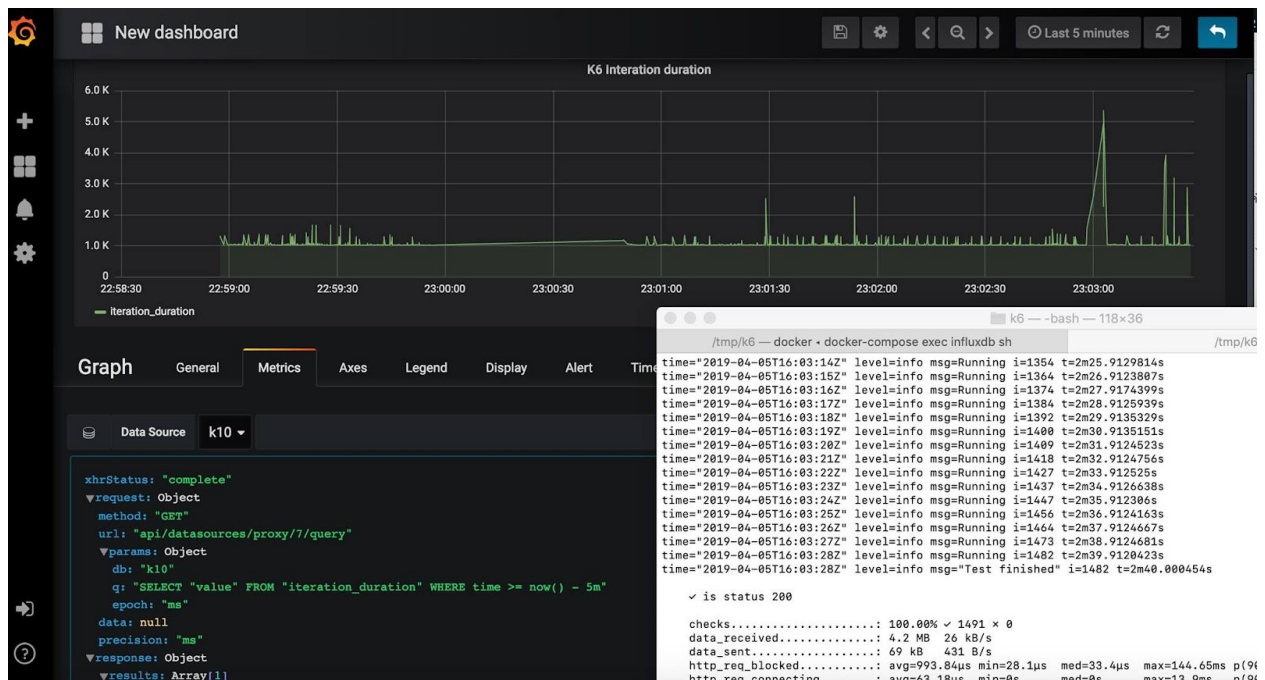 New dashboard
Last 5 minutes
K6 Interation duration
6.0 K
5.0 K
4.0 K
3.0 K
2.0 K
1.0 K
0
22:58:30 22:59:00 22:59:30 23:00:00 23:00:30 23:01:00 23:01:30 23:02:00 23:02:30 23:03:00
iteration_duration
Graph General Metrics Axes Legend Display Alert
Data Source k10
xhrStatus: "complete"
▼request: Object
method: "GET"
url: "api/datasources/proxy/7/query"
▼params: Object
db: "k10"
q: "SELECT "value" FROM "iteration_duration" WHERE time >= now() - 5m"
epoch: "ms"
data: null
precision: "ms"
▼response: Object
▼results: Array[1]
k6 — -bash — 118×36
/tmp/k6 — docker • docker-compose exec influxdb sh /tmp/k6
time="2019-04-05T16:03:14Z" level=info msg=Running i=1354 t=2m25.9129814s
time="2019-04-05T16:03:15Z" level=info msg=Running i=1364 t=2m26.9123807s
time="2019-04-05T16:03:16Z" level=info msg=Running i=1374 t=2m27.9174399s
time="2019-04-05T16:03:17Z" level=info msg=Running i=1384 t=2m28.9125939s
time="2019-04-05T16:03:18Z" level=info msg=Running i=1392 t=2m29.9135329s
time="2019-04-05T16:03:19Z" level=info msg=Running i=1400 t=2m30.9135151s
time="2019-04-05T16:03:20Z" level=info msg=Running i=1409 t=2m31.9124523s
time="2019-04-05T16:03:21Z" level=info msg=Running i=1418 t=2m32.9124756s
time="2019-04-05T16:03:22Z" level=info msg=Running i=1427 t=2m33.912525s
time="2019-04-05T16:03:23Z" level=info msg=Running i=1437 t=2m34.9126638s
time="2019-04-05T16:03:24Z" level=info msg=Running i=1447 t=2m35.912306s
time="2019-04-05T16:03:25Z" level=info msg=Running i=1456 t=2m36.9124163s
time="2019-04-05T16:03:26Z" level=info msg=Running i=1464 t=2m37.9124667s
time="2019-04-05T16:03:27Z" level=info msg=Running i=1473 t=2m38.9124681s
time="2019-04-05T16:03:28Z" level=info msg=Running i=1482 t=2m39.9120423s
time="2019-04-05T16:03:28Z" level=info msg="Test finished" i=1482 t=2m40.000454s
✓ is status 200
checks.....................: 100.00% ✓ 1491 ✗ 0
data_received..............: 4.2 MB 26 kB/s
data_sent..................: 69 kB 431 B/s
http_req_blocked...........: avg=993.84µs min=28.1µs med=33.4µs max=144.65ms p(90
http_req_connecting........: avg=63.18µs min=0s med=0s max=13.9ms p(90